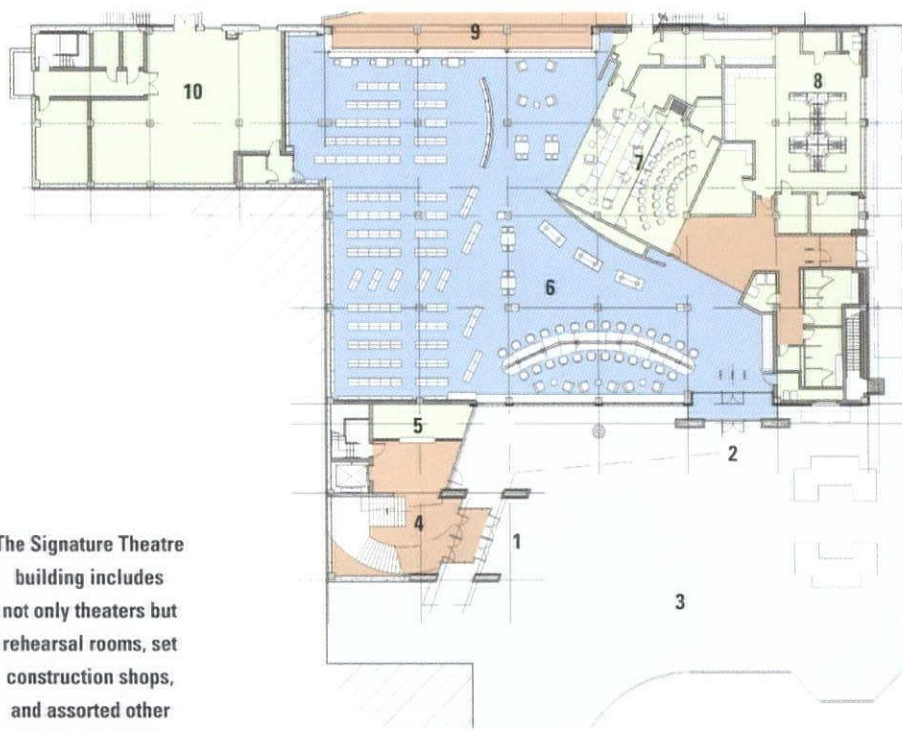 9
10
8
7
6
5
2
4
1
3
The Signature Theatre
building includes
not only theaters but
rehearsal rooms, set
construction shops,
and assorted other